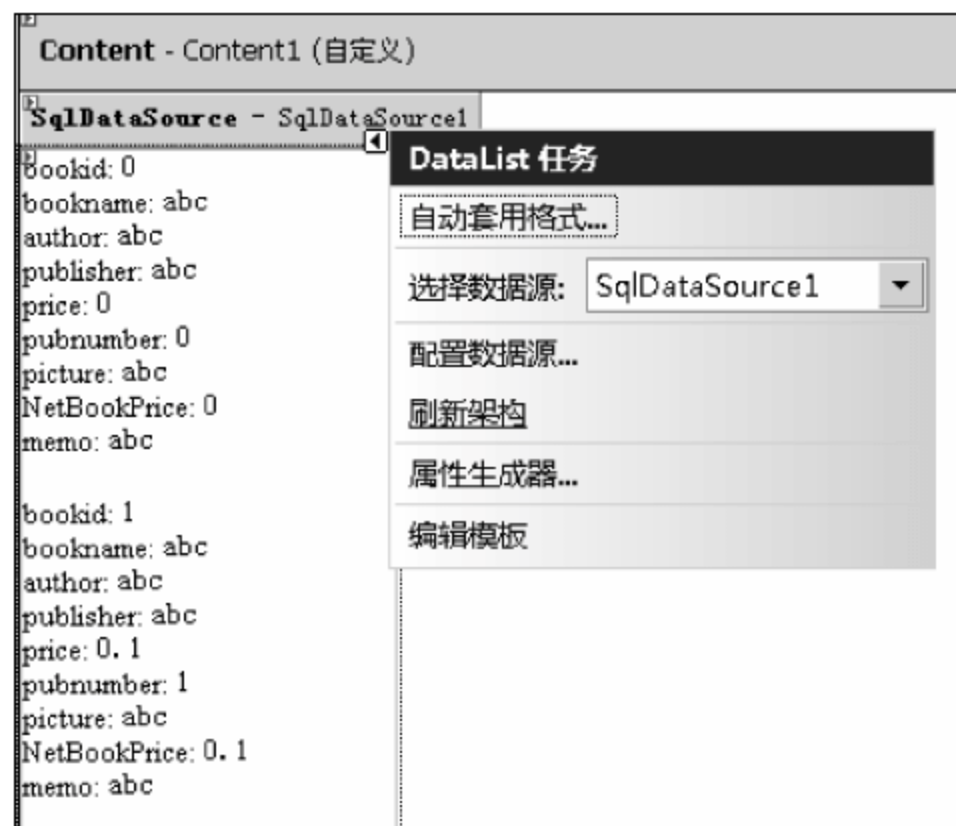 Content - Content1 (自定义)
SqlDataSource - SqlDataSource1
bookid: 0
bookname: abc
author: abc
publisher: abc
price: 0
pubnumber: 0
picture: abc
NetBookPrice: 0
memo: abc
bookid: 1
bookname: abc
author: abc
publisher: abc
price: 0.1
pubnumber: 1
picture: abc
NetBookPrice: 0.1
memo: abc
DataList 任务
自动套用格式...
选择数据源: SqlDataSource1
配置数据源...
刷新架构
属性生成器...
编辑模板